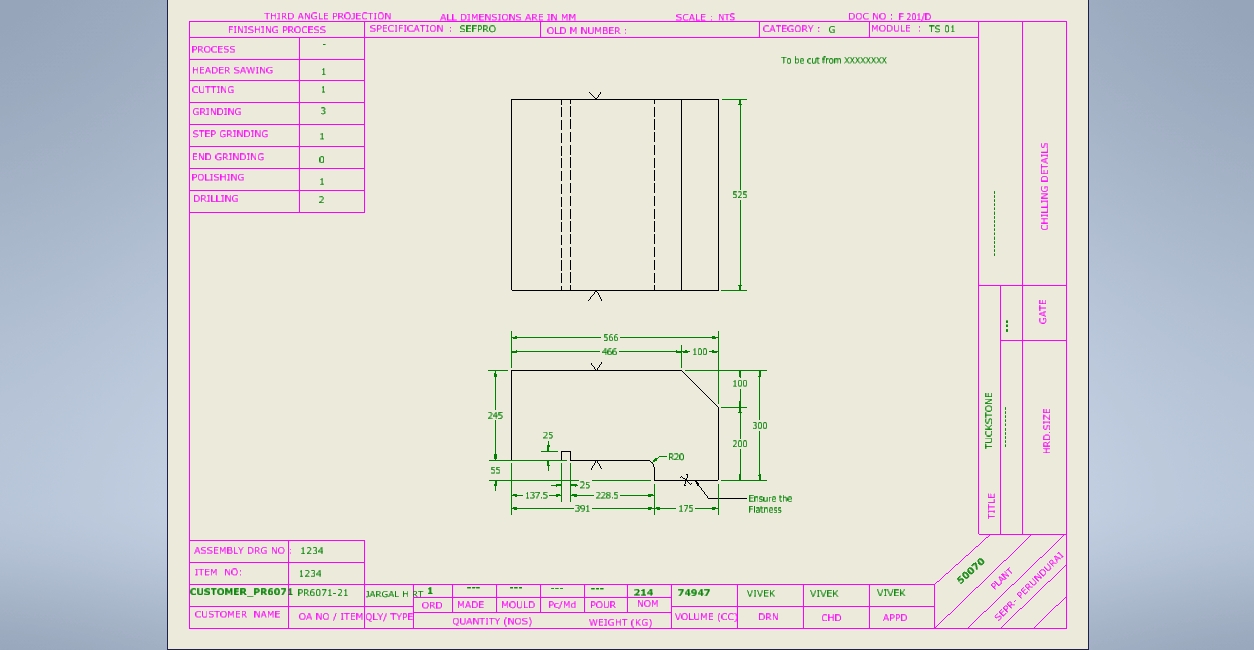 THIRD ANGLE PROJECTION ALL DIMENSIONS ARE IN MM SCALE : NTS DOC NO : F 201/D
FINISHING PROCESS SPECIFICATION : SEFPRO OLD M NUMBER : CATEGORY : G MODULE : TS 01
PROCESS -
HEADER SAWING 1
CUTTING 1
GRINDING 3
STEP GRINDING 1
END GRINDING 0
POLISHING 1
DRILLING 2
To be cut from XXXXXXXX
525
566
466 100
100
245
300
200
25
R20
55
25
137.5 228.5
391 175
Ensure the
Flatness
CHILLING DETAILS
GATE
---
TUCKSTONE
HRD.SIZE
TITLE
ASSEMBLY DRG NO : 1234
ITEM NO: 1234
CUSTOMER_PR6071 PR6071-21 JARGAL H RT 1 --- --- --- --- 214 74947 VIVEK VIVEK VIVEK
ORD MADE MOULD Pc/Md POUR NOM
CUSTOMER NAME OA NO / ITEM QLY/ TYPE QUANTITY (NOS) WEIGHT (KG) VOLUME (CC) DRN CHD APPD
50070
PLANT
SEPR- PERUNDURAI